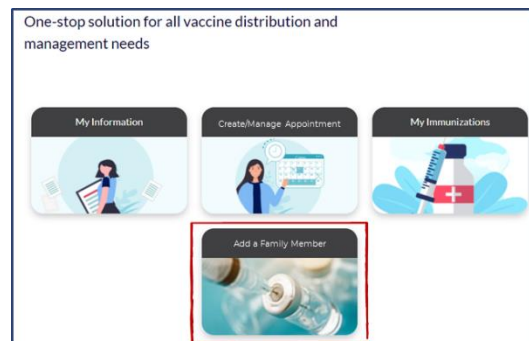 One-stop solution for all vaccine distribution and
management needs
My Information
Create/Manage Appointment
My Immunizations
Add a Family Member